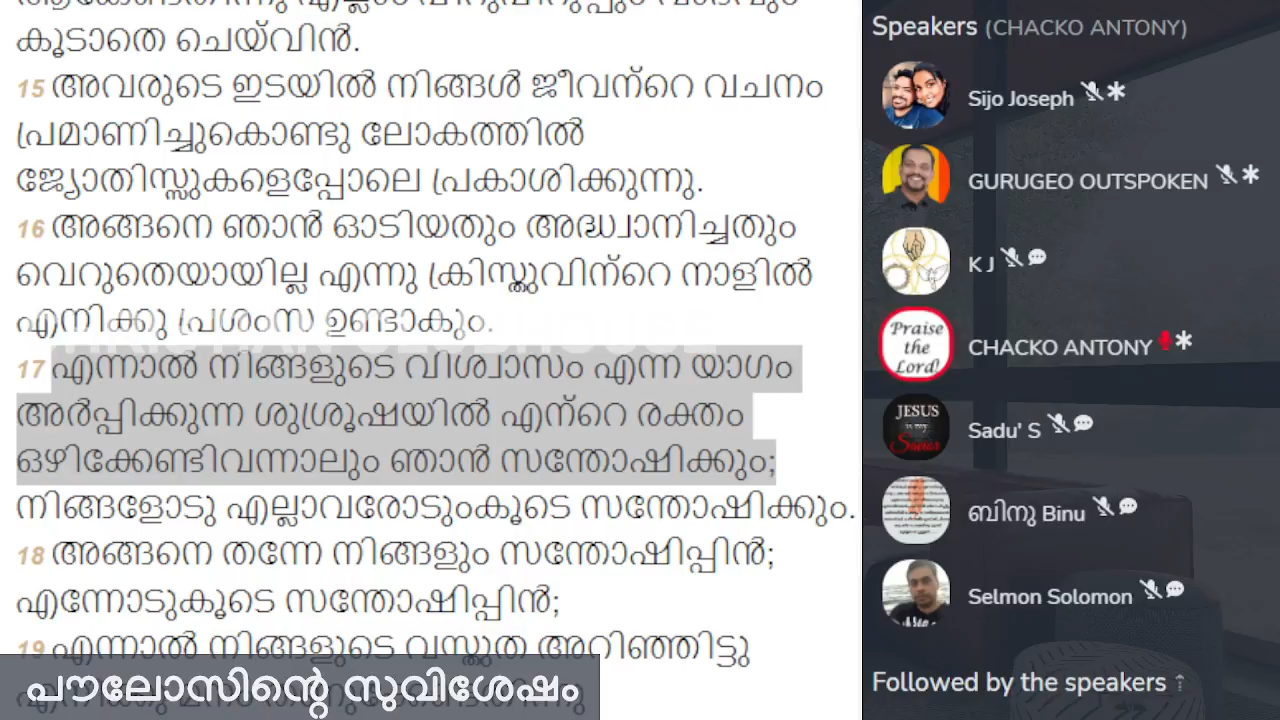 കൂടാതെ ചെയ്‌വിൻ.
15 അവരുടെ ഇടയിൽ നിങ്ങൾ ജീവന്റെ വചനം
പ്രമാണിച്ചുകൊണ്ടു ലോകത്തിൽ
ജ്യോതിസ്സുകളെപ്പോലെ പ്രകാശിക്കുന്നു.
16 അങ്ങനെ ഞാൻ ഓടിയതും അദ്ധ്വാനിച്ചതും
വെറുതെയായില്ല എന്നു ക്രിസ്തുവിന്റെ നാളിൽ
എനിക്കു പ്രശംസ ഉണ്ടാകും.
17 എന്നാൽ നിങ്ങളുടെ വിശ്വാസം എന്ന യാഗം
അർപ്പിക്കുന്ന ശുശ്രൂഷയിൽ എന്റെ രക്തം
ഒഴിക്കേണ്ടിവന്നാലും ഞാൻ സന്തോഷിക്കും;
നിങ്ങളോടു എല്ലാവരോടുംകൂടെ സന്തോഷിക്കും.
18 അങ്ങനെ തന്നേ നിങ്ങളും സന്തോഷിപ്പിൻ;
എന്നോടുകൂടെ സന്തോഷിപ്പിൻ;
19 എന്നാൽ നിങ്ങളുടെ വസ്തുത അറിഞ്ഞിട്ടു
പൗലോസിന്റെ സുവിശേഷം
Speakers (CHACKO ANTONY)
Sijo Joseph
GURUGEO OUTSPOKEN
K J
Praise
the
Lord!
CHACKO ANTONY
JESUS
is my
Savior
Sadu' S
ബിനു Binu
Selmon Solomon
Followed by the speakers